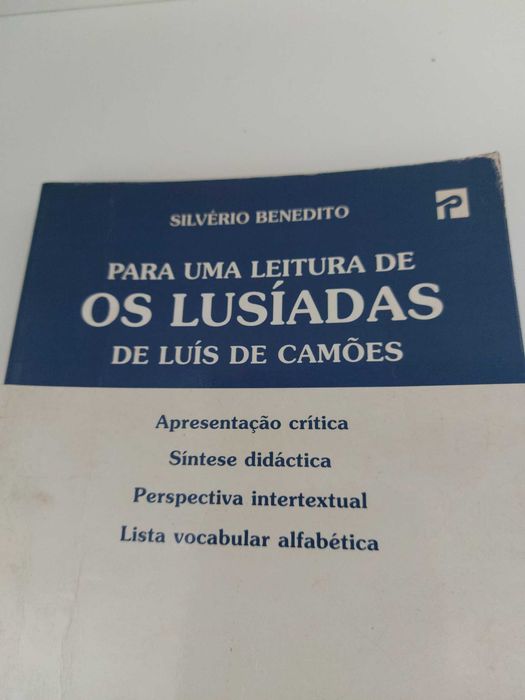 SILVÉRIO BENEDITO
PARA UMA LEITURA DE
OS LUSÍADAS
DE LUÍS DE CAMÕES
Apresentação crítica
Síntese didáctica
Perspectiva intertextual
Lista vocabular alfabética